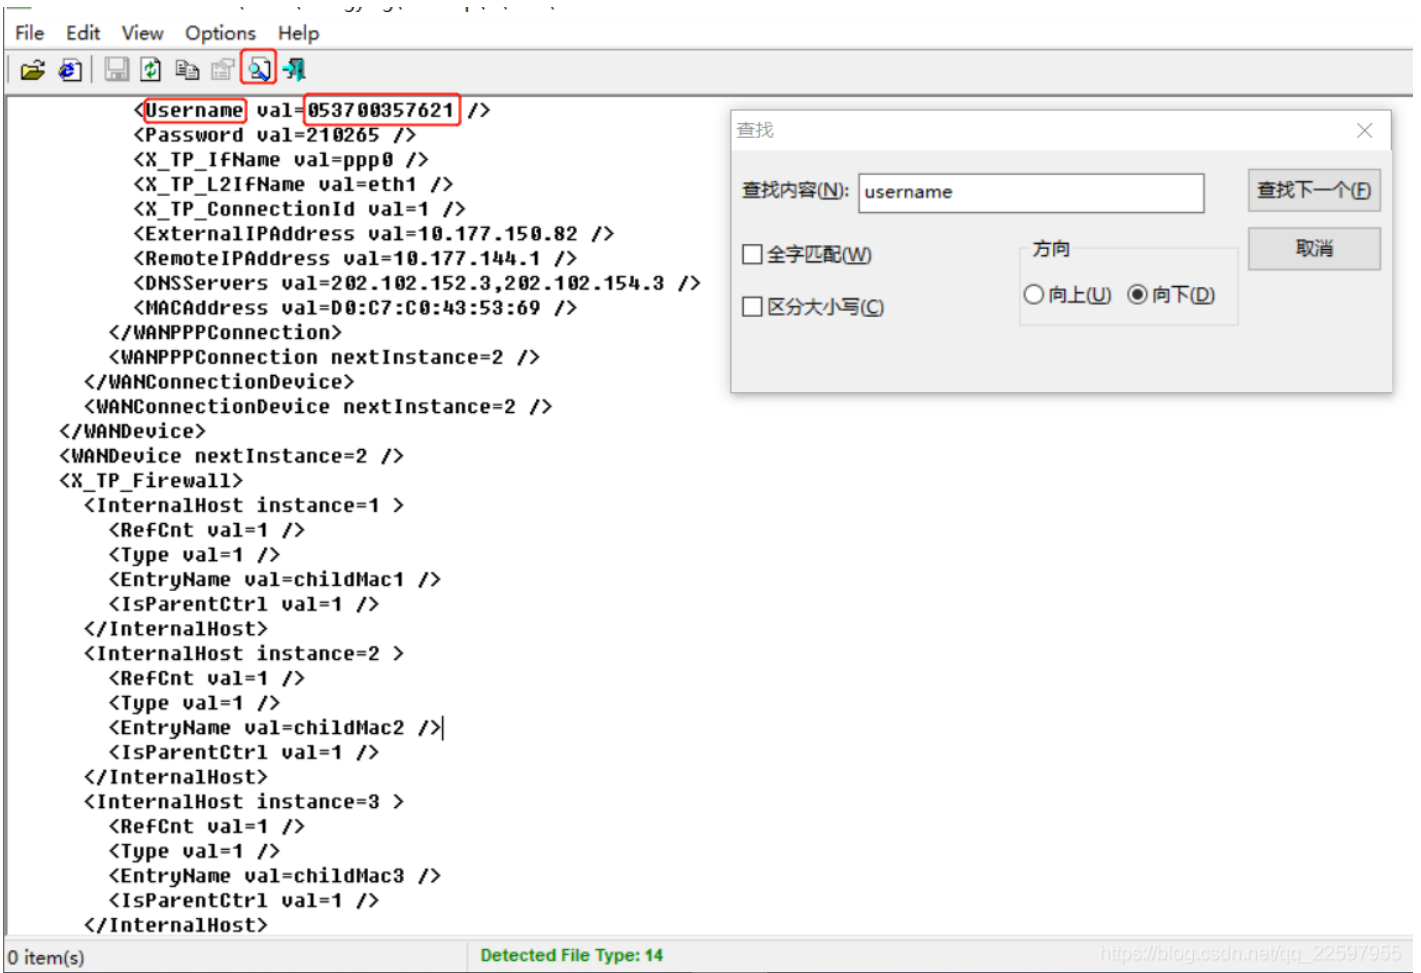 File Edit View Options Help
<Username val=053700357621 />
<Password val=210265 />
<X_TP_IfName val=ppp0 />
<X_TP_L2IfName val=eth1 />
<X_TP_ConnectionId val=1 />
<ExternalIPAddress val=10.177.150.82 />
<RemoteIPAddress val=10.177.144.1 />
<DNSServers val=202.102.152.3,202.102.154.3 />
<MACAddress val=D0:C7:C0:43:53:69 />
</WANPPPConnection>
<WANPPPConnection nextInstance=2 />
</WANConnectionDevice>
<WANConnectionDevice nextInstance=2 />
</WANDevice>
<WANDevice nextInstance=2 />
<X_TP_Firewall>
<InternalHost instance=1 >
<RefCnt val=1 />
<Type val=1 />
<EntryName val=childMac1 />
<IsParentCtrl val=1 />
</InternalHost>
<InternalHost instance=2 >
<RefCnt val=1 />
<Type val=1 />
<EntryName val=childMac2 />
<IsParentCtrl val=1 />
</InternalHost>
<InternalHost instance=3 >
<RefCnt val=1 />
<Type val=1 />
<EntryName val=childMac3 />
<IsParentCtrl val=1 />
</InternalHost>
查找
查找内容(N): username 查找下一个(F)
全字匹配(W) 方向 取消
区分大小写(C) 向上(U) 向下(D)
0 item(s) Detected File Type: 14
https://blog.csdn.net/qq_22597955